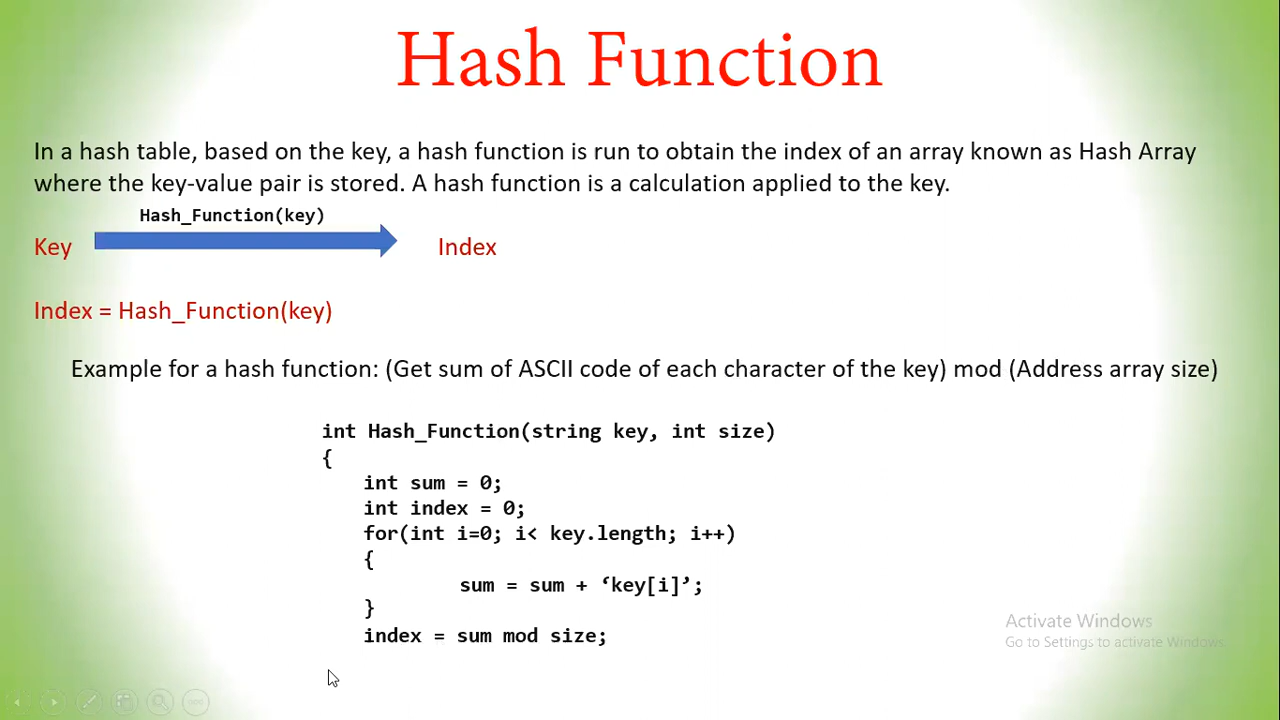 Hash Function
In a hash table, based on the key, a hash function is run to obtain the index of an array known as Hash Array
where the key-value pair is stored. A hash function is a calculation applied to the key.
Hash_Function(key)
Key
Index
Index = Hash_Function(key)
Example for a hash function: (Get sum of ASCII code of each character of the key) mod (Address array size)
int Hash_Function(string key, int size)
{
int sum = 0;
int index = 0;
for(int i=0; i< key.length; i++)
{
sum = sum + ‘key[i]’;
}
index = sum mod size;
Activate Windows
Go to Settings to activate Windows.